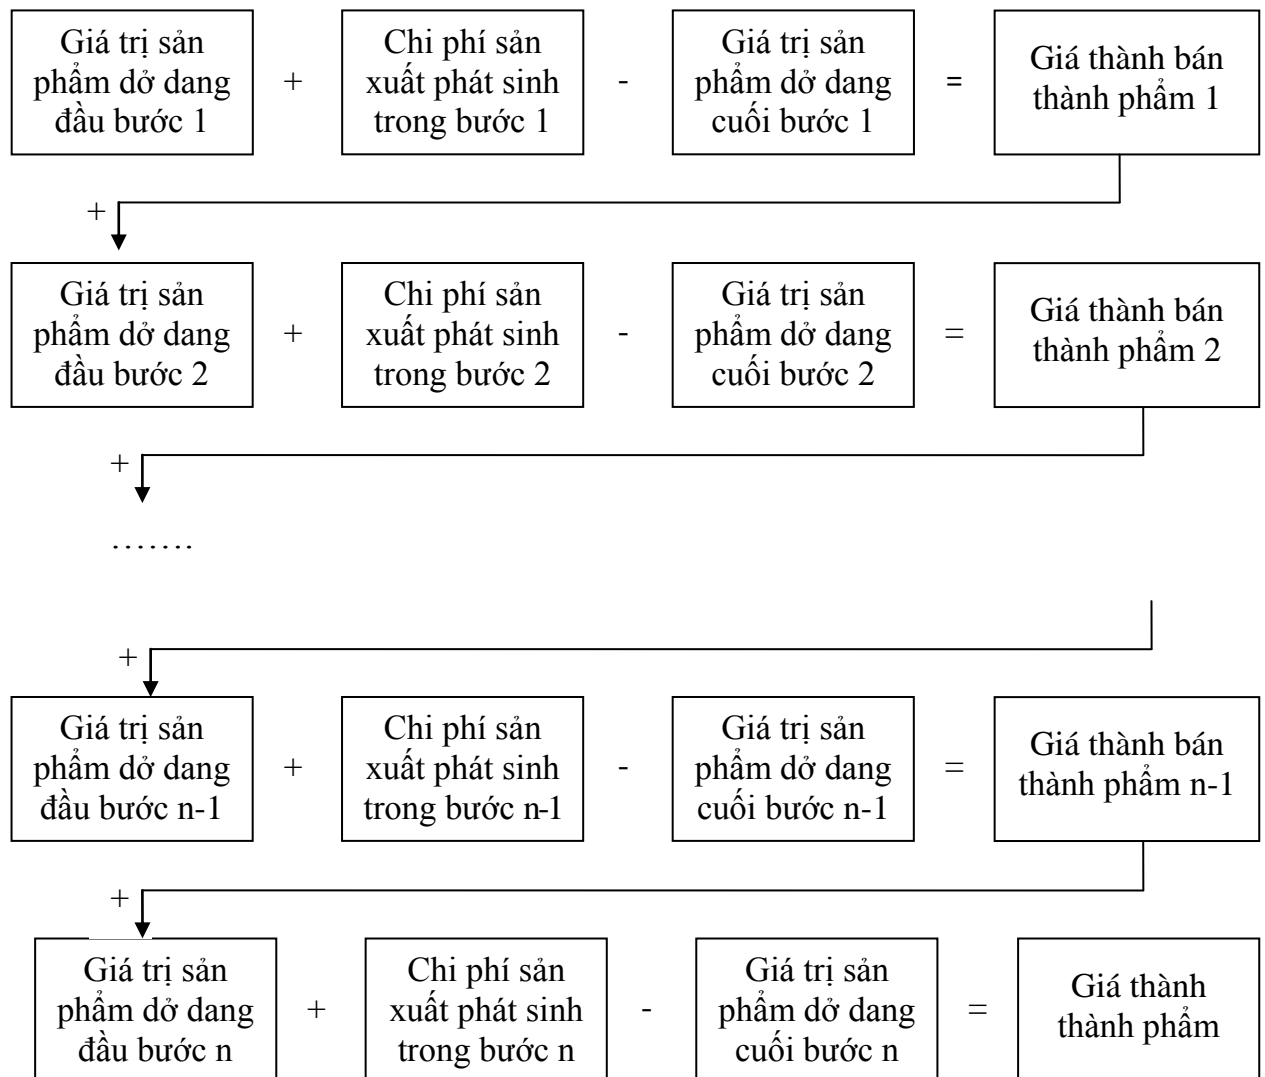 Giá trị sản
phẩm dở dang
đầu bước 1
+
Chi phí sản
xuất phát sinh
trong bước 1
-
Giá trị sản
phẩm dở dang
cuối bước 1
=
Giá thành bán
thành phẩm 1
+
Giá trị sản
phẩm dở dang
đầu bước 2
+
Chi phí sản
xuất phát sinh
trong bước 2
-
Giá trị sản
phẩm dở dang
cuối bước 2
=
Giá thành bán
thành phẩm 2
+
…….
+
Giá trị sản
phẩm dở dang
đầu bước n-1
+
Chi phí sản
xuất phát sinh
trong bước n-1
-
Giá trị sản
phẩm dở dang
cuối bước n-1
=
Giá thành bán
thành phẩm n-1
+
Giá trị sản
phẩm dở dang
đầu bước n
+
Chi phí sản
xuất phát sinh
trong bước n
-
Giá trị sản
phẩm dở dang
cuối bước n
=
Giá thành
thành phẩm